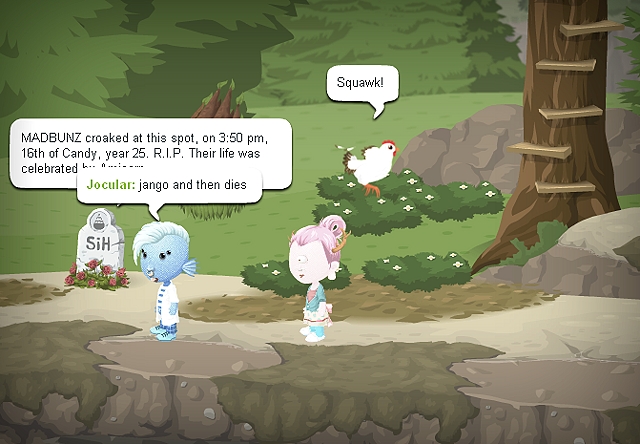 Squawk!
MADBUNZ croaked at this spot, on 3:50 pm,
16th of Candy, year 25. R.I.P. Their life was
celebrated
Jocular: jango and then dies
SiH